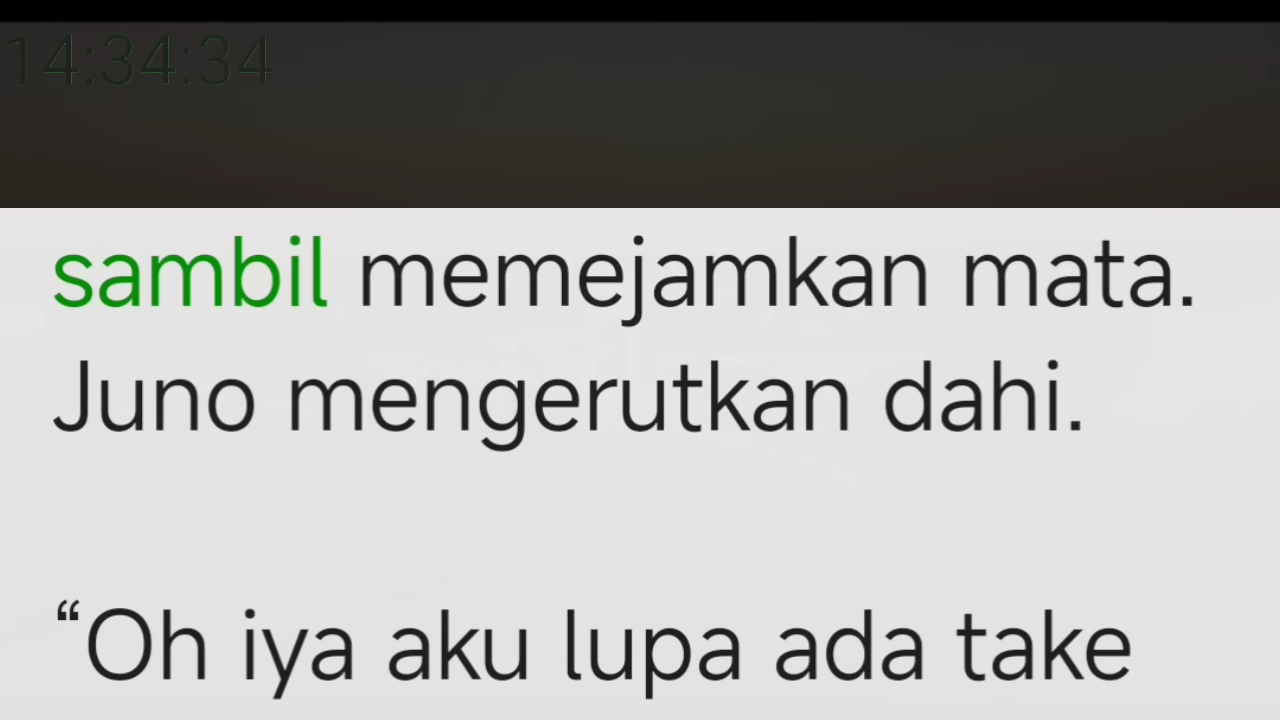 14:34:34
sambil memejamkan mata.
Juno mengerutkan dahi.
“Oh iya aku lupa ada take